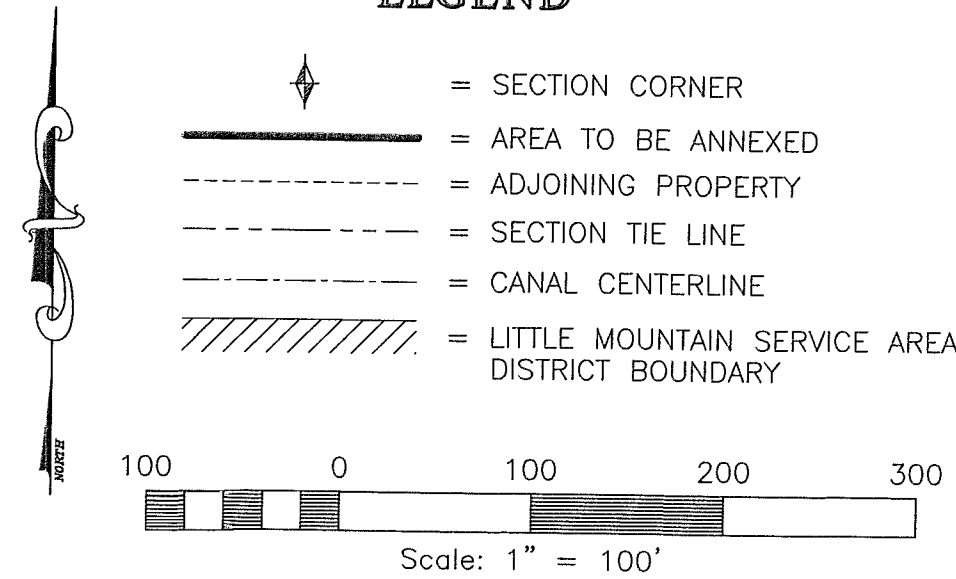 LEGEND
= SECTION CORNER
= AREA TO BE ANNEXED
= ADJOINING PROPERTY
= SECTION TIE LINE
= CANAL CENTERLINE
= LITTLE MOUNTAIN SERVICE AREA
DISTRICT BOUNDARY
NORTH
100 0 100 200 300
Scale: 1" = 100'